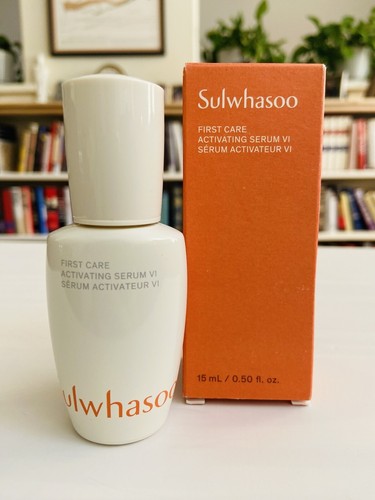 Sulwhasoo
FIRST CARE
ACTIVATING SERUM VI
SÉRUM ACTIVATEUR VI
15 mL / 0.50 fl. oz.
FIRST CARE
ACTIVATING SERUM VI
SÉRUM ACTIVATEUR VI
ulwhasoo